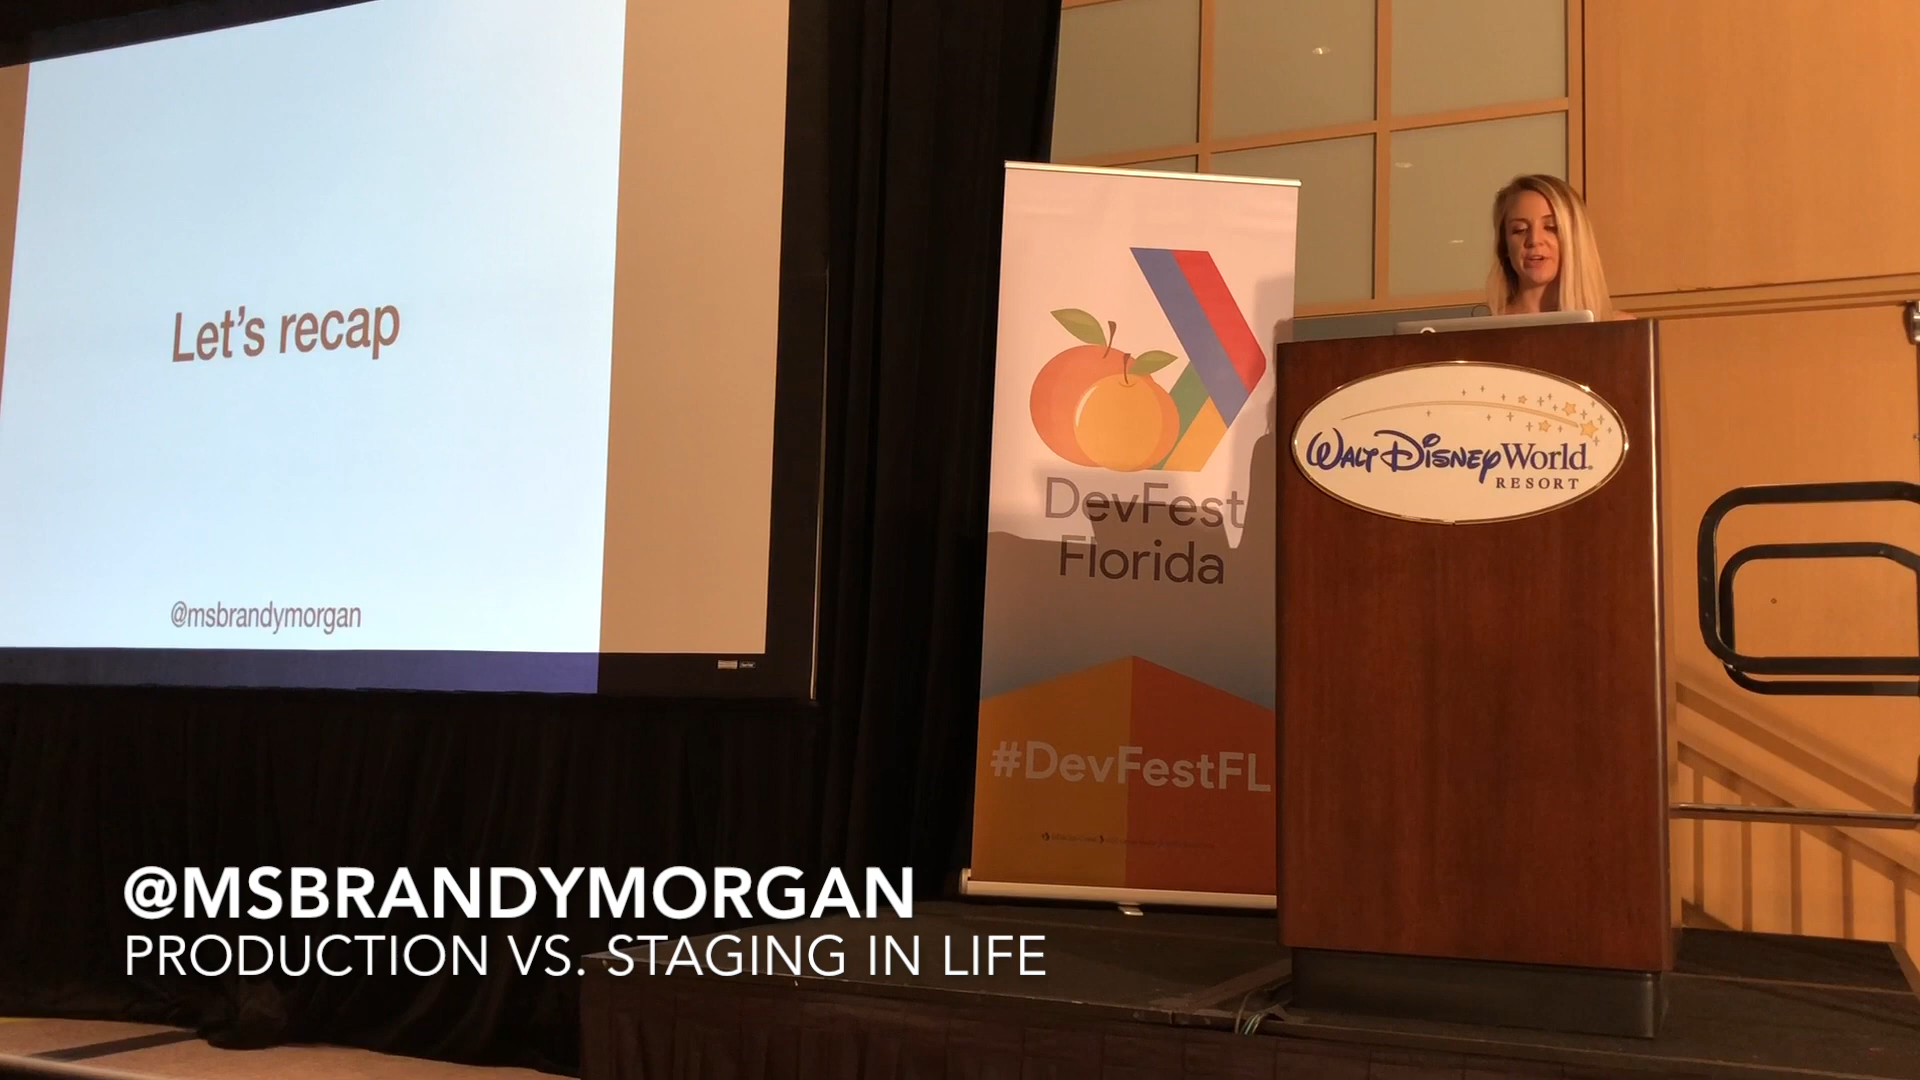 Let's recap
@msbrandymorgan
DevFest
Florida
#DevFestFL
WALT DISNEY World.
RESORT
@MSBRANDYMORGAN
PRODUCTION VS. STAGING IN LIFE